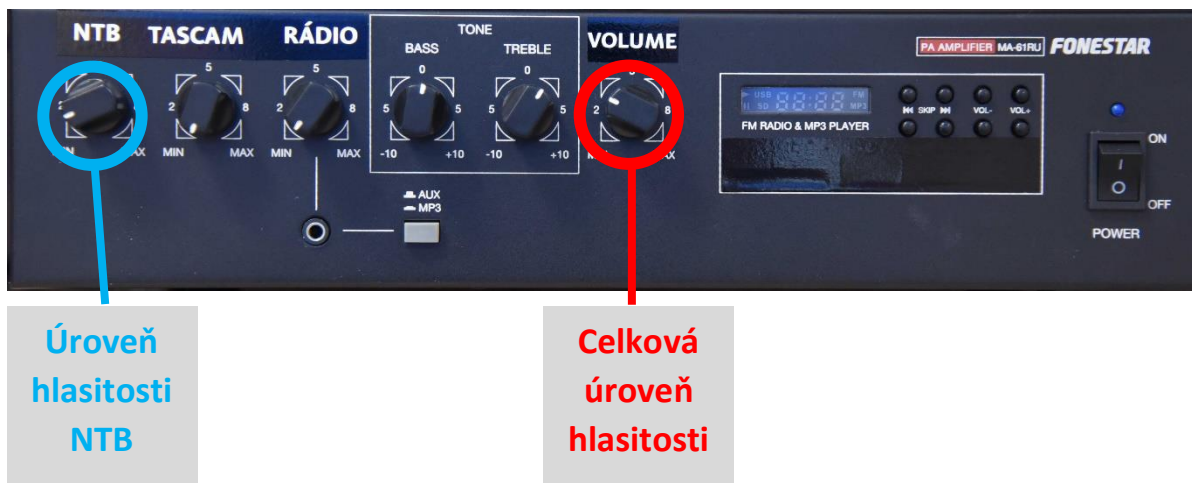 NTB TASCAM RÁDIO TONE VOLUME
BASS TREBLE
PA AMPLIFIER MA-61RU FONESTAR
5 5 0 0
2 8 2 8 5 5 5 5 2 8
MIN MAX MIN MAX -10 +10 -10 +10
USB FM
SD 88:88 MP3
SKIP VOL- VOL+
FM RADIO & MP3 PLAYER
ON
I
O
OFF
POWER
AUX
MP3
Úroveň
hlasitosti
NTB
Celková
úroveň
hlasitosti